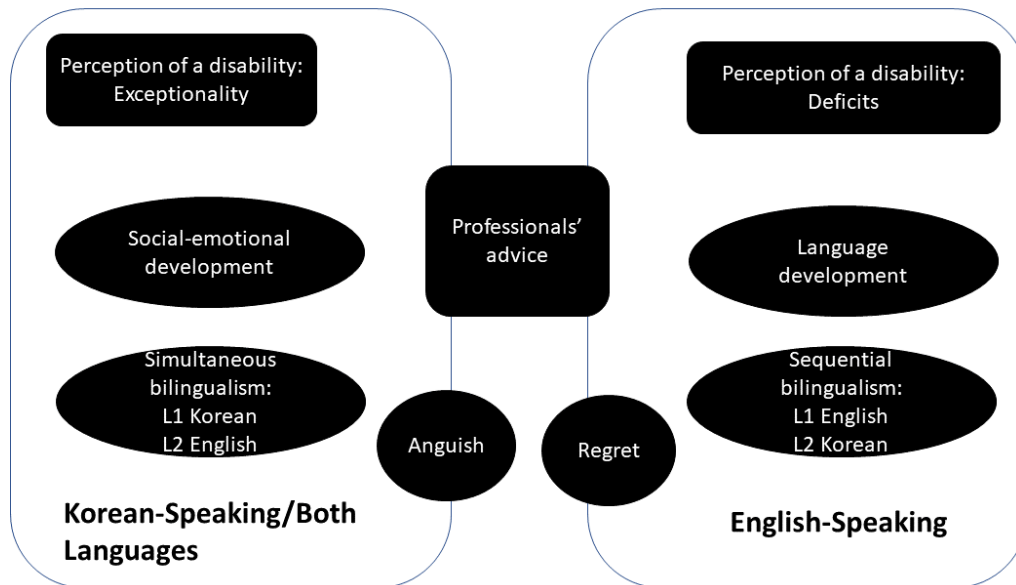 Perception of a disability:
Exceptionality
Social-emotional
development
Simultaneous
bilingualism:
L1 Korean
L2 English
Korean-Speaking/Both
Languages
Professionals’
advice
Anguish
Regret
Perception of a disability:
Deficits
Language
development
Sequential
bilingualism:
L1 English
L2 Korean
English-Speaking